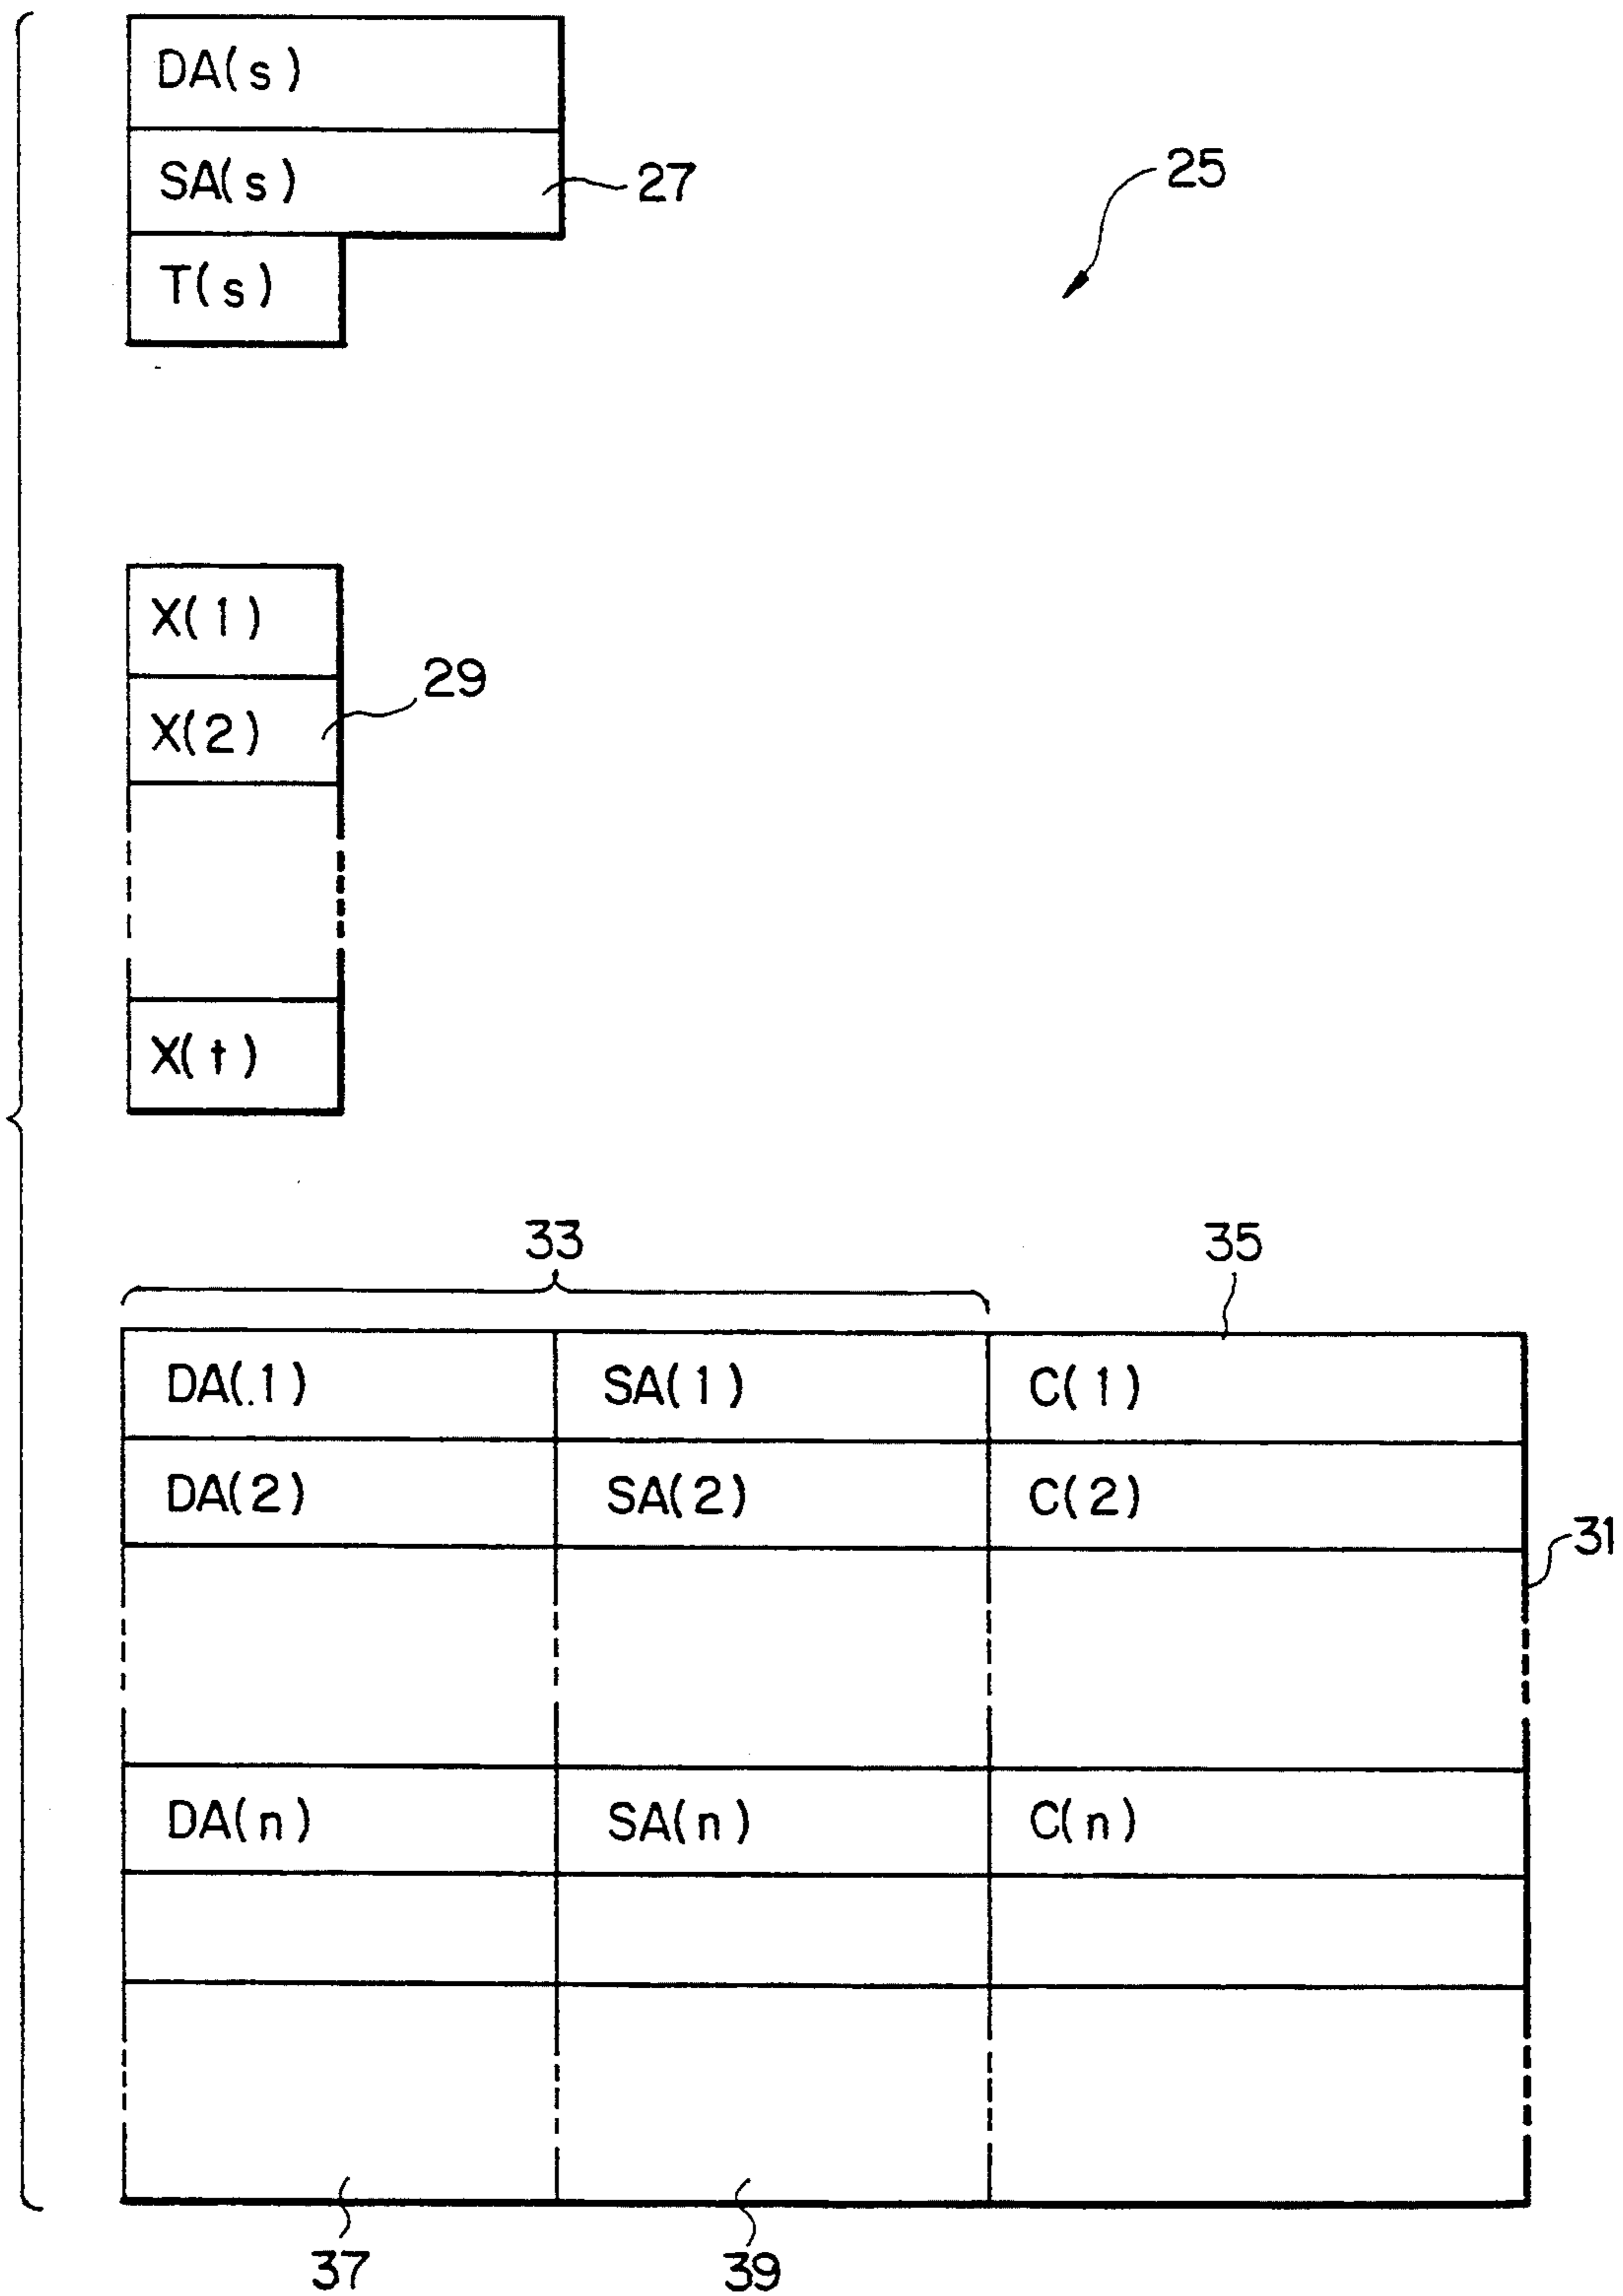 DA(s)
SA(s)
27
25
T(s)
X(1)
29
X(2)
X(t)
33
35
DA(.1) SA(1) C(1)
DA(2) SA(2) C(2)
31
DA(n) SA(n) C(n)
37
39